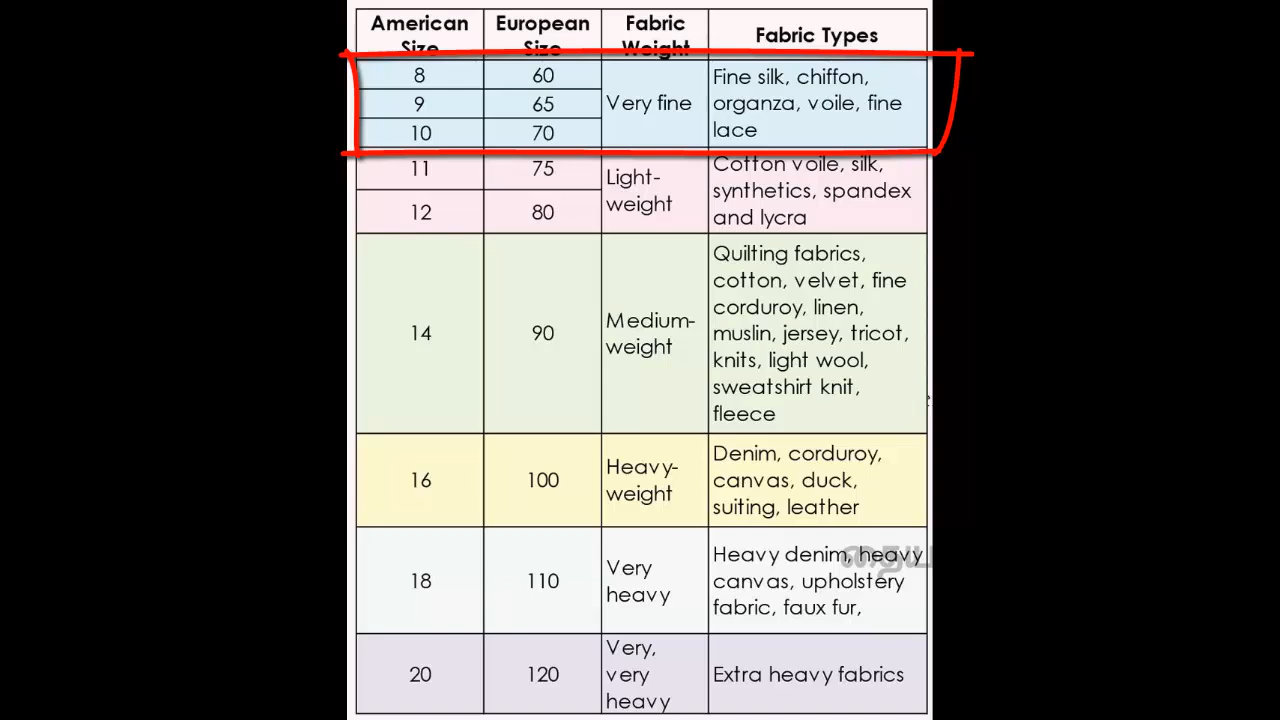 American Size
European Size
Fabric Weight
Fabric Types
8
60
Very fine
Fine silk, chiffon,
organza, voile, fine
lace
9
65
10
70
11
75
Light-
weight
Cotton voile, silk,
synthetics, spandex
and lycra
12
80
14
90
Medium-
weight
Quilting fabrics,
cotton, velvet, fine
corduroy, linen,
muslin, jersey, tricot,
knits, light wool,
sweatshirt knit,
fleece
16
100
Heavy-
weight
Denim, corduroy,
canvas, duck,
suiting, leather
18
110
Very
heavy
Heavy denim, heavy
canvas, upholstery
fabric, faux fur,
20
120
Very,
very
heavy
Extra heavy fabrics